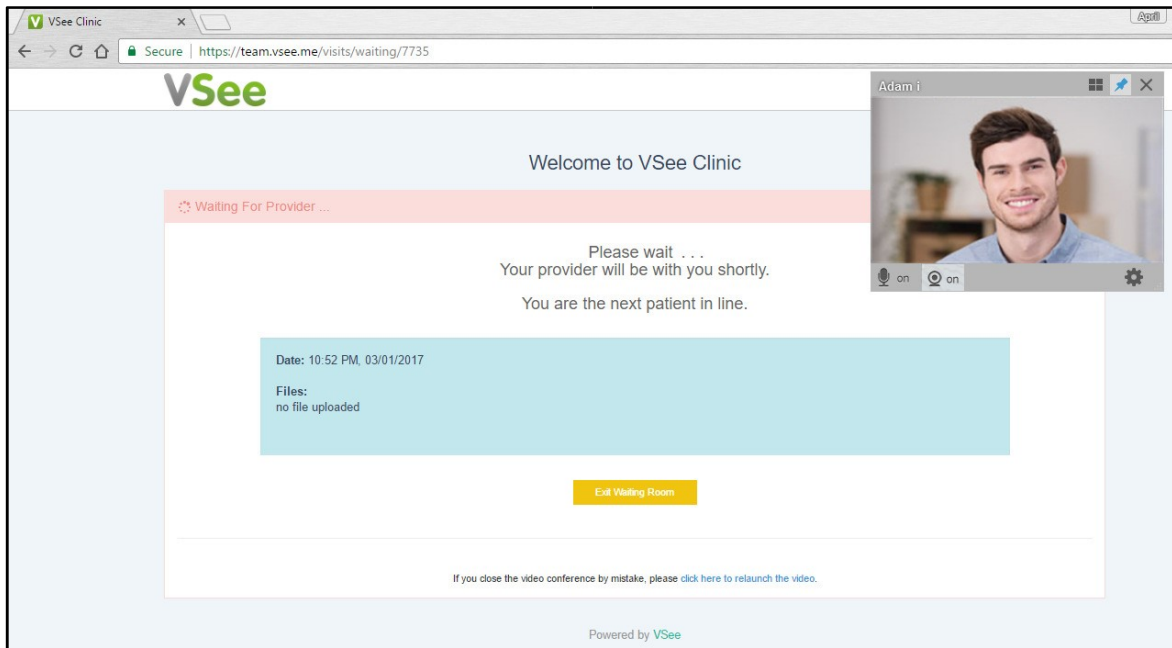 VSee Clinic
April
Secure | https://team.vsee.me/visits/waiting/7735
VSee
Adam i
Welcome to VSee Clinic
Waiting For Provider ...
on
on
Please wait . . .
Your provider will be with you shortly.
You are the next patient in line.
Date: 10:52 PM, 03/01/2017
Files:
no file uploaded
Exit Waiting Room
If you close the video conference by mistake, please click here to relaunch the video.
Powered by VSee